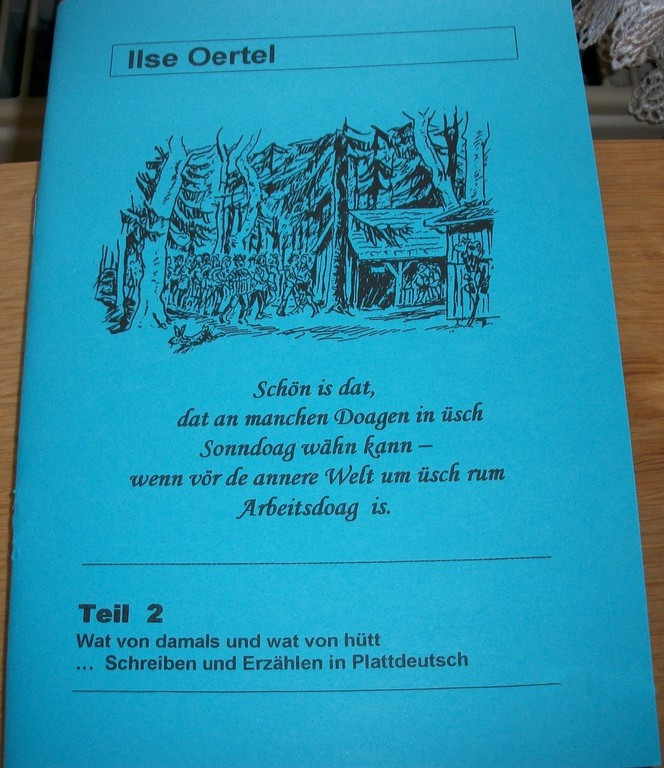 Ilse Oertel
Schön is dat,
dat an manchen Doagen in üsch
Sonndoag wähn kann –
wenn vör de annere Welt um üsch rum
Arbeitsdoag is.
Teil 2
Wat von damals und wat von hütt
... Schreiben und Erzählen in Plattdeutsch